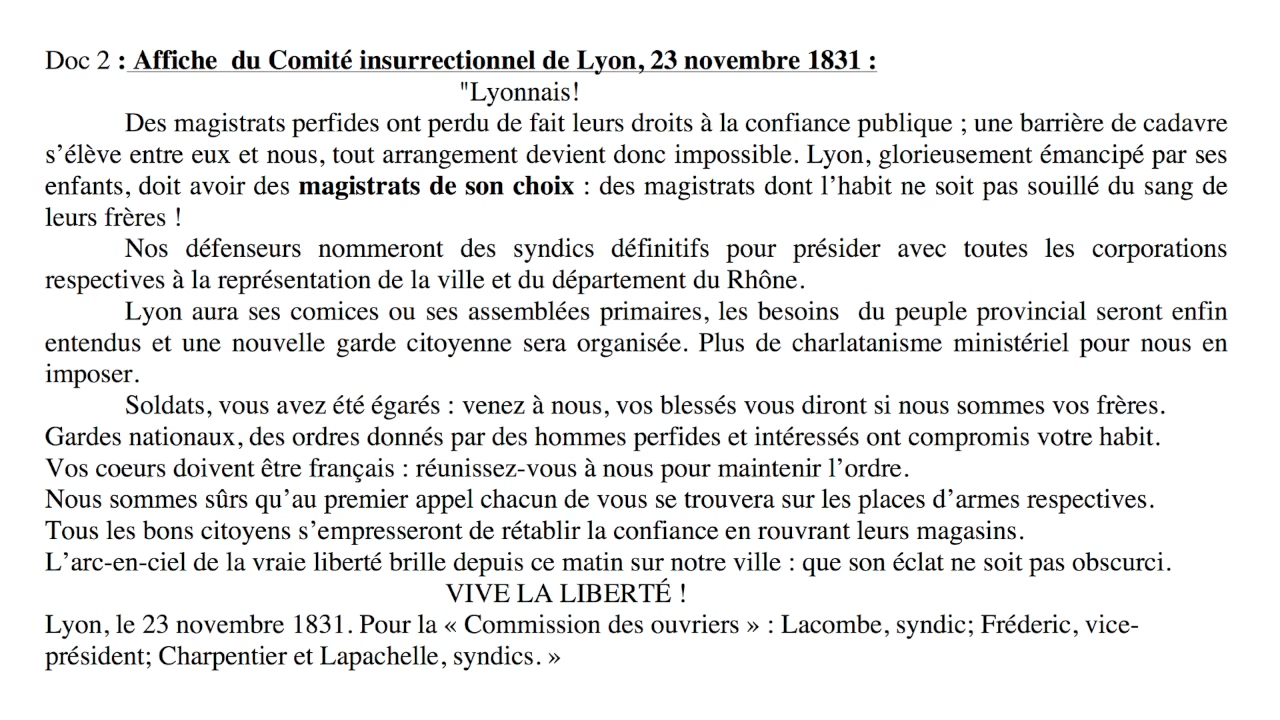 Doc 2 : Affiche du Comité insurrectionnel de Lyon, 23 novembre 1831 :
"Lyonnais!
Des magistrats perfides ont perdu de fait leurs droits à la confiance publique ; une barrière de cadavre
s’élève entre eux et nous, tout arrangement devient donc impossible. Lyon, glorieusement émancipé par ses
enfants, doit avoir des magistrats de son choix : des magistrats dont l’habit ne soit pas souillé du sang de
leurs frères !
Nos défenseurs nommeront des syndics définitifs pour présider avec toutes les corporations
respectives à la représentation de la ville et du département du Rhône.
Lyon aura ses comices ou ses assemblées primaires, les besoins du peuple provincial seront enfin
entendus et une nouvelle garde citoyenne sera organisée. Plus de charlatanisme ministériel pour nous en
imposer.
Soldats, vous avez été égarés : venez à nous, vos blessés vous diront si nous sommes vos frères.
Gardes nationaux, des ordres donnés par des hommes perfides et intéressés ont compromis votre habit.
Vos coeurs doivent être français : réunissez-vous à nous pour maintenir l’ordre.
Nous sommes sûrs qu’au premier appel chacun de vous se trouvera sur les places d’armes respectives.
Tous les bons citoyens s’empresseront de rétablir la confiance en rouvrant leurs magasins.
L’arc-en-ciel de la vraie liberté brille depuis ce matin sur notre ville : que son éclat ne soit pas obscurci.
VIVE LA LIBERTÉ !
Lyon, le 23 novembre 1831. Pour la « Commission des ouvriers » : Lacombe, syndic; Fréderic, vice-
président; Charpentier et Lapachelle, syndics. »